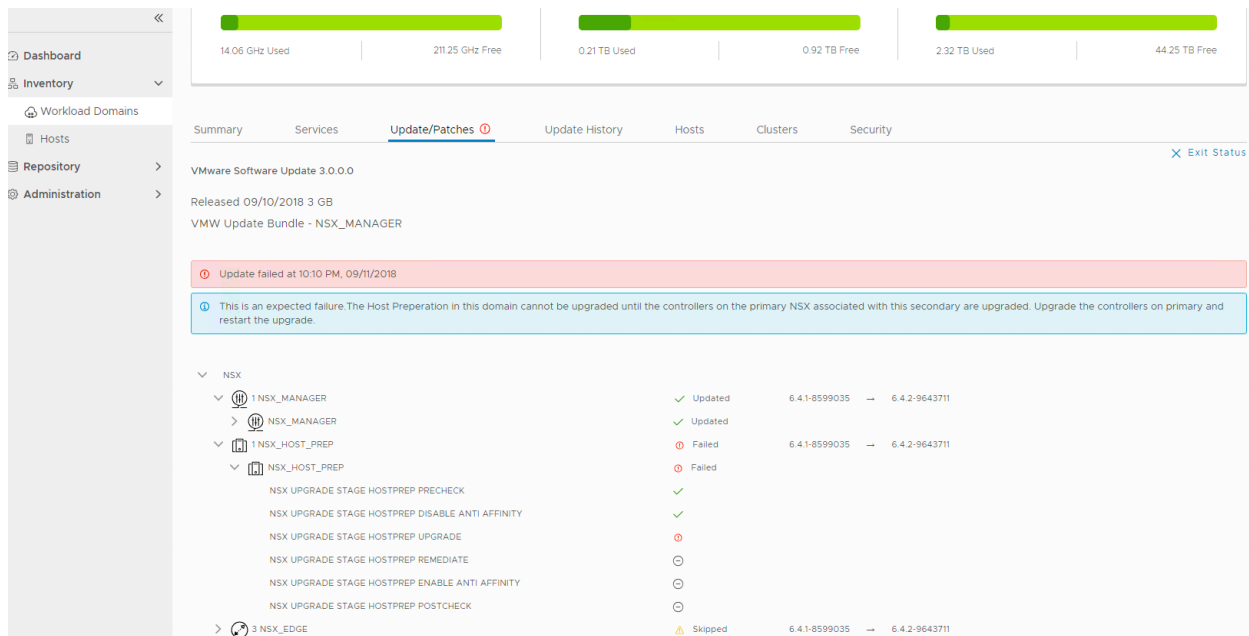 14.06 GHz Used 211.25 GHz Free 0.21 TB Used 0.92 TB Free 2.32 TB Used 44.25 TB Free
Dashboard
Inventory
Workload Domains
Hosts
Repository
Administration
Summary Services Update/Patches Update History Hosts Clusters Security
Exit Status
VMware Software Update 3.0.0.0
Released 09/10/2018 3 GB
VMW Update Bundle - NSX_MANAGER
Update failed at 10:10 PM, 09/11/2018
This is an expected failure.The Host Preperation in this domain cannot be upgraded until the controllers on the primary NSX associated with this secondary are upgraded. Upgrade the controllers on primary and
restart the upgrade.
NSX
1 NSX_MANAGER Updated 6.4.1-8599035 → 6.4.2-9643711
NSX_MANAGER Updated
1 NSX_HOST_PREP Failed 6.4.1-8599035 → 6.4.2-9643711
NSX_HOST_PREP Failed
NSX UPGRADE STAGE HOSTPREP PRECHECK
NSX UPGRADE STAGE HOSTPREP DISABLE ANTI AFFINITY
NSX UPGRADE STAGE HOSTPREP UPGRADE
NSX UPGRADE STAGE HOSTPREP REMEDIATE
NSX UPGRADE STAGE HOSTPREP ENABLE ANTI AFFINITY
NSX UPGRADE STAGE HOSTPREP POSTCHECK
3 NSX_EDGE Skipped 6.4.1-8599035 → 6.4.2-9643711